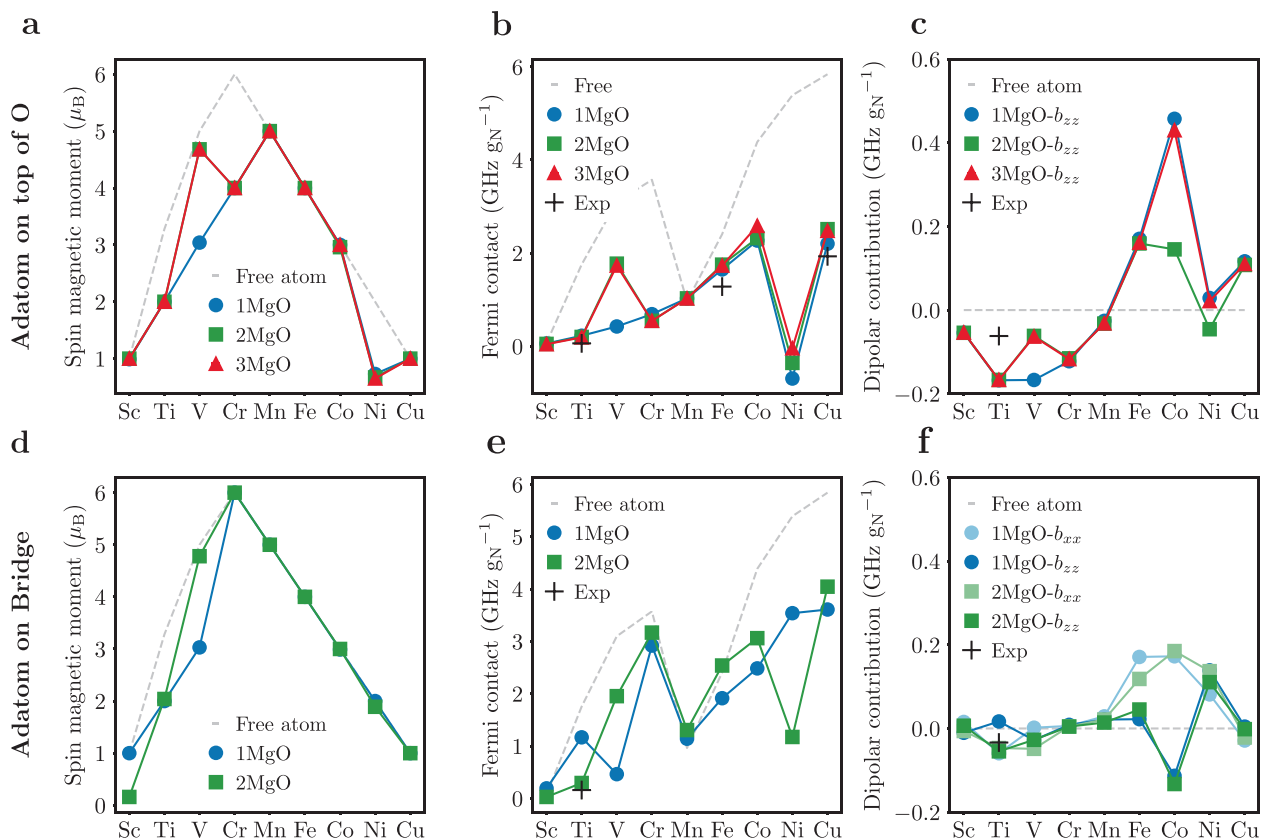 a
Adatom on top of O
Spin magnetic moment (μB)
6
5
4
3
2
1
Free atom
1MgO
2MgO
3MgO
Sc Ti V Cr Mn Fe Co Ni Cu
b
Fermi contact (GHz gN−1)
6
4
2
0
Free
1MgO
2MgO
3MgO
Exp
Sc Ti V Cr Mn Fe Co Ni Cu
c
Dipolar contribution (GHz gN−1)
0.6
0.4
0.2
0.0
−0.2
Free atom
1MgO-bzz
2MgO-bzz
3MgO-bzz
Exp
Sc Ti V Cr Mn Fe Co Ni Cu
d
Adatom on Bridge
Spin magnetic moment (μB)
6
5
4
3
2
1
0
Free atom
1MgO
2MgO
Sc Ti V Cr Mn Fe Co Ni Cu
e
Fermi contact (GHz gN−1)
6
5
4
3
2
1
0
Free atom
1MgO
2MgO
Exp
Sc Ti V Cr Mn Fe Co Ni Cu
f
Dipolar contribution (GHz gN−1)
0.6
0.4
0.2
0.0
−0.2
Free atom
1MgO-bxx
1MgO-bzz
2MgO-bxx
2MgO-bzz
Exp
Sc Ti V Cr Mn Fe Co Ni Cu